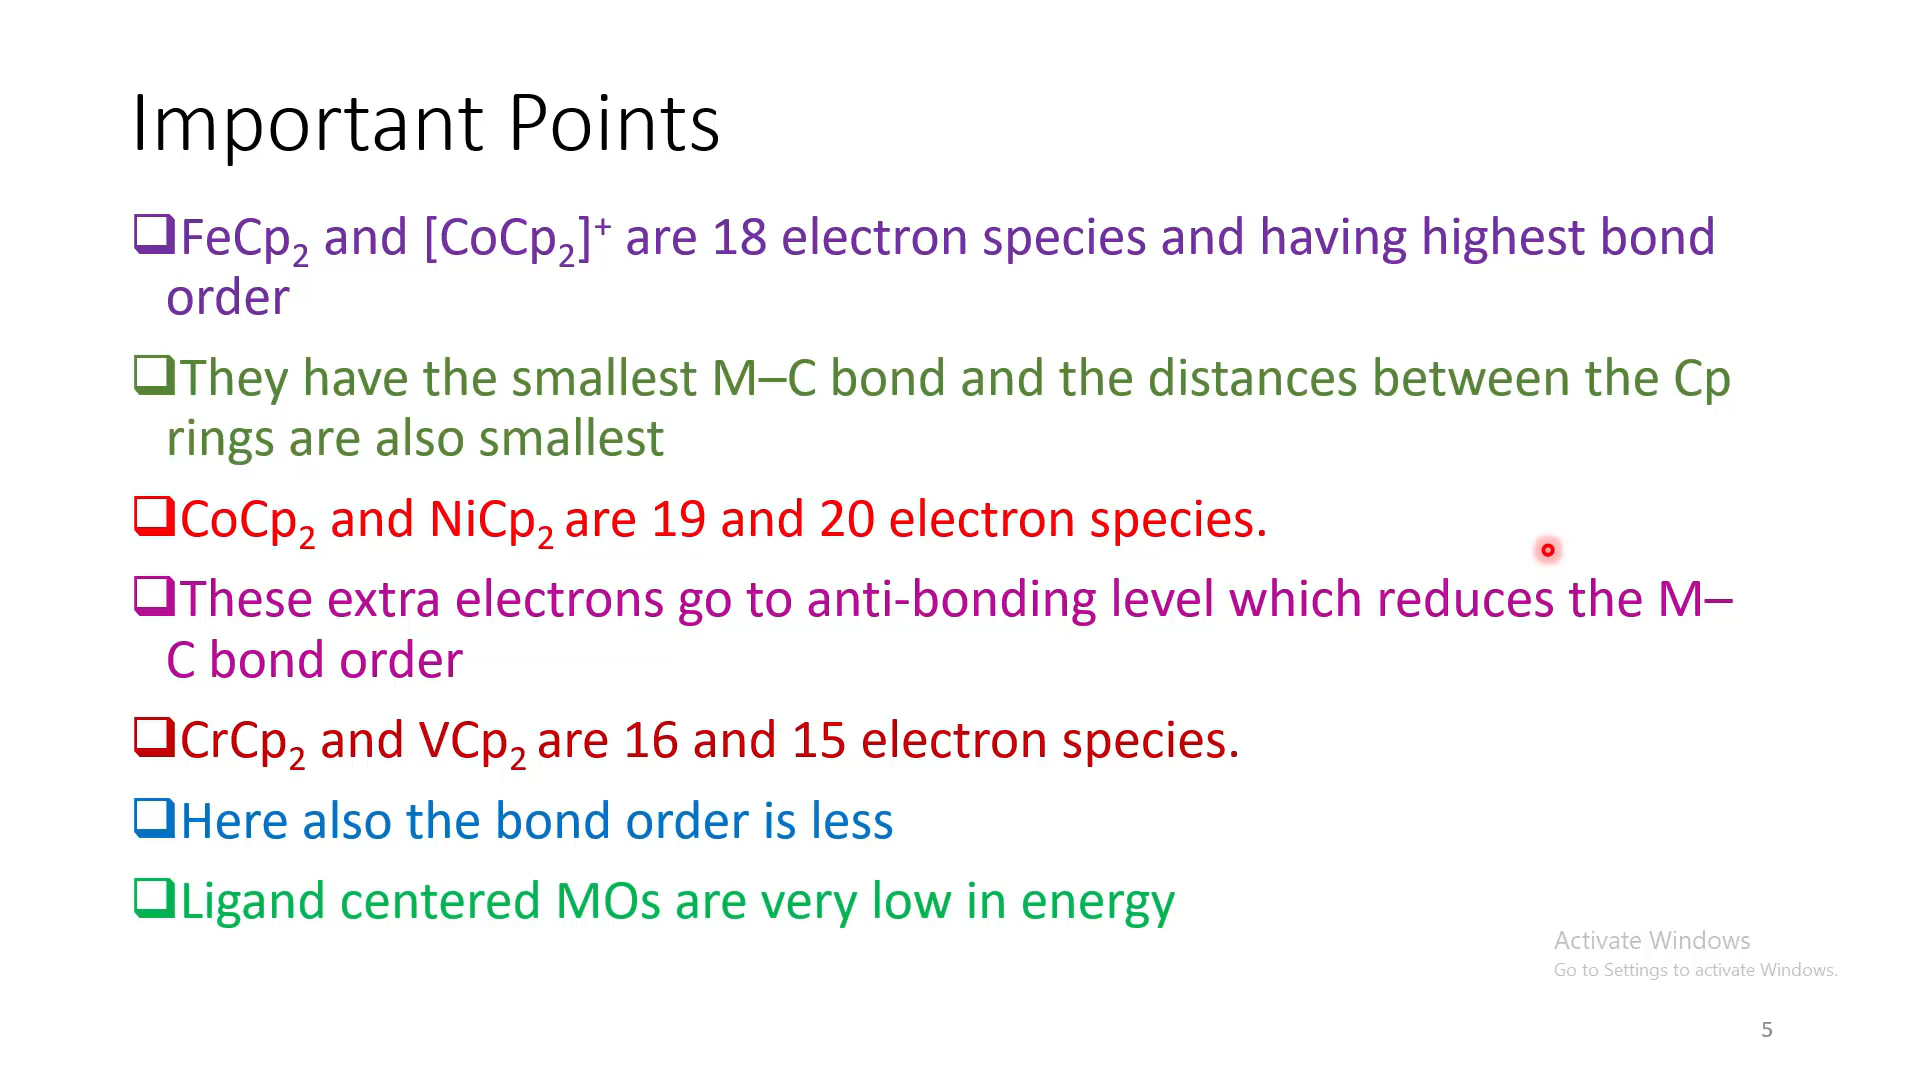 Important Points
❑FeCp₂ and [CoCp₂]⁺ are 18 electron species and having highest bond
order
❑They have the smallest M–C bond and the distances between the Cp
rings are also smallest
❑CoCp₂ and NiCp₂ are 19 and 20 electron species.
❑These extra electrons go to anti-bonding level which reduces the M–
C bond order
❑CrCp₂ and VCp₂ are 16 and 15 electron species.
❑Here also the bond order is less
❑Ligand centered MOs are very low in energy
Activate Windows
Go to Settings to activate Windows.
5